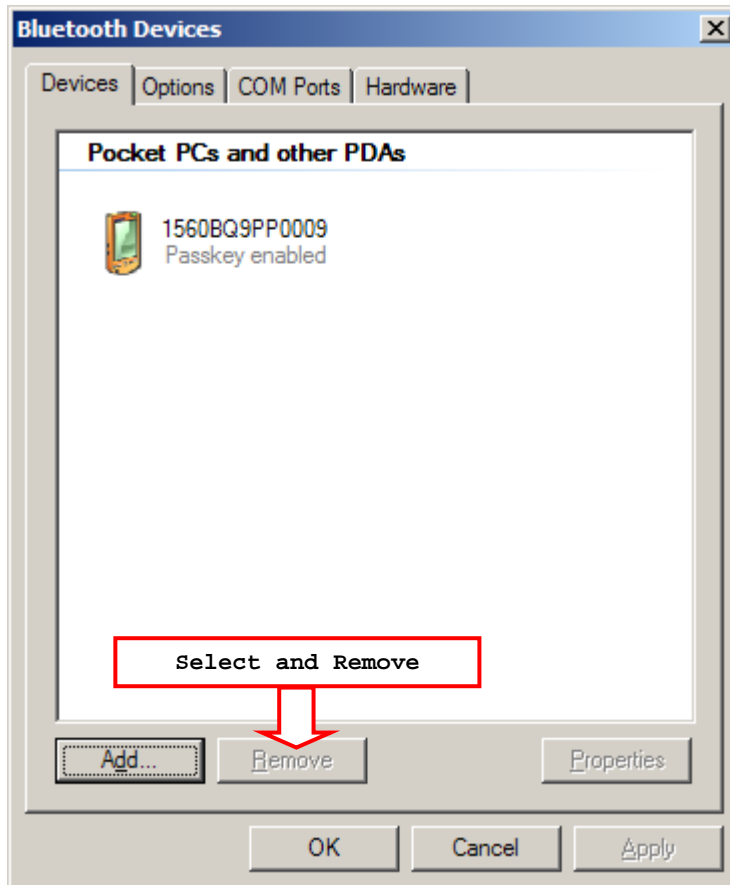 Bluetooth Devices
Devices Options COM Ports Hardware
Pocket PCs and other PDAs
1560BQ9PP0009
Passkey enabled
Select and Remove
Add... Remove Properties
OK Cancel Apply